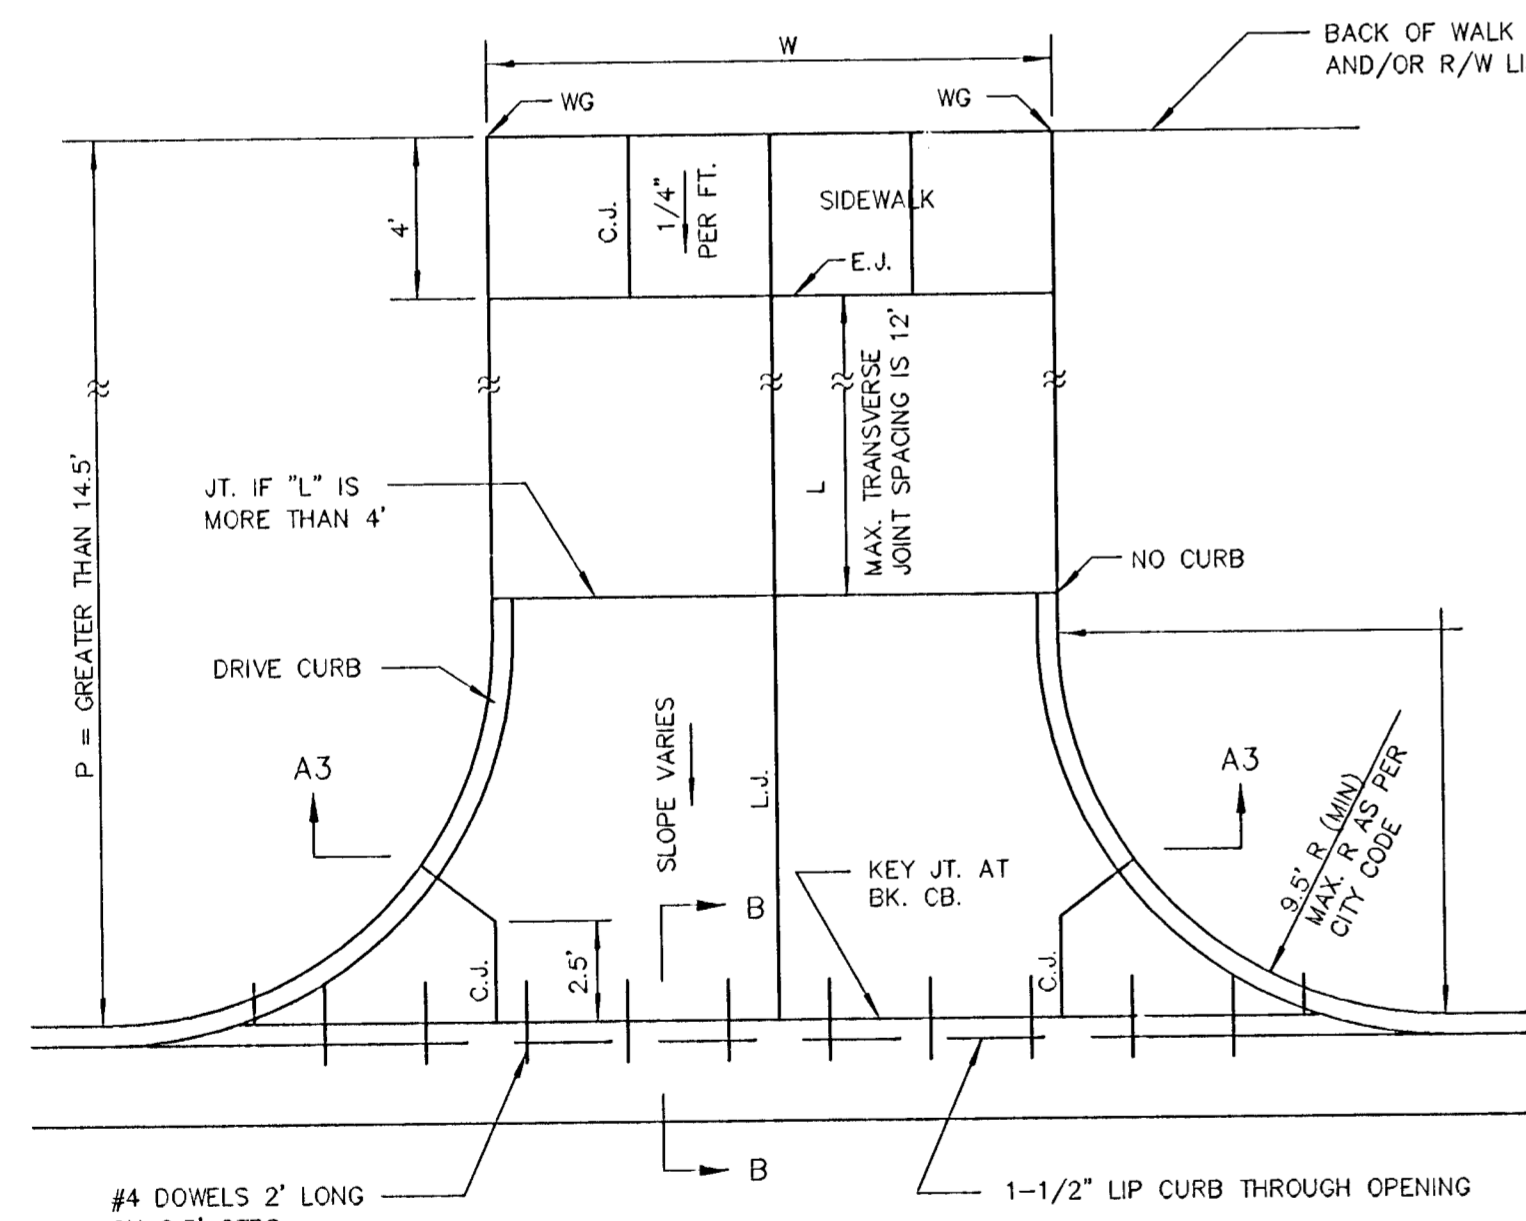 W
BACK OF WALK
AND/OR R/W
WG
WG
4'
C.J.
1/4"
PER FT.
SIDEWALK
E.J.
MAX. TRANSVERSE
JOINT SPACING IS 12'
L
P = GREATER THAN 14.5'
JT. IF "L" IS
MORE THAN 4'
NO CURB
DRIVE CURB
SLOPE VARIES
L.J.
A3
A3
9.5' R (MIN)
MAX. R AS PER
CITY CODE
KEY JT. AT
BK. CB.
B
C.J.
2.5'
C.J.
B
#4 DOWELS 2' LONG
1-1/2" LIP CURB THROUGH OPENING